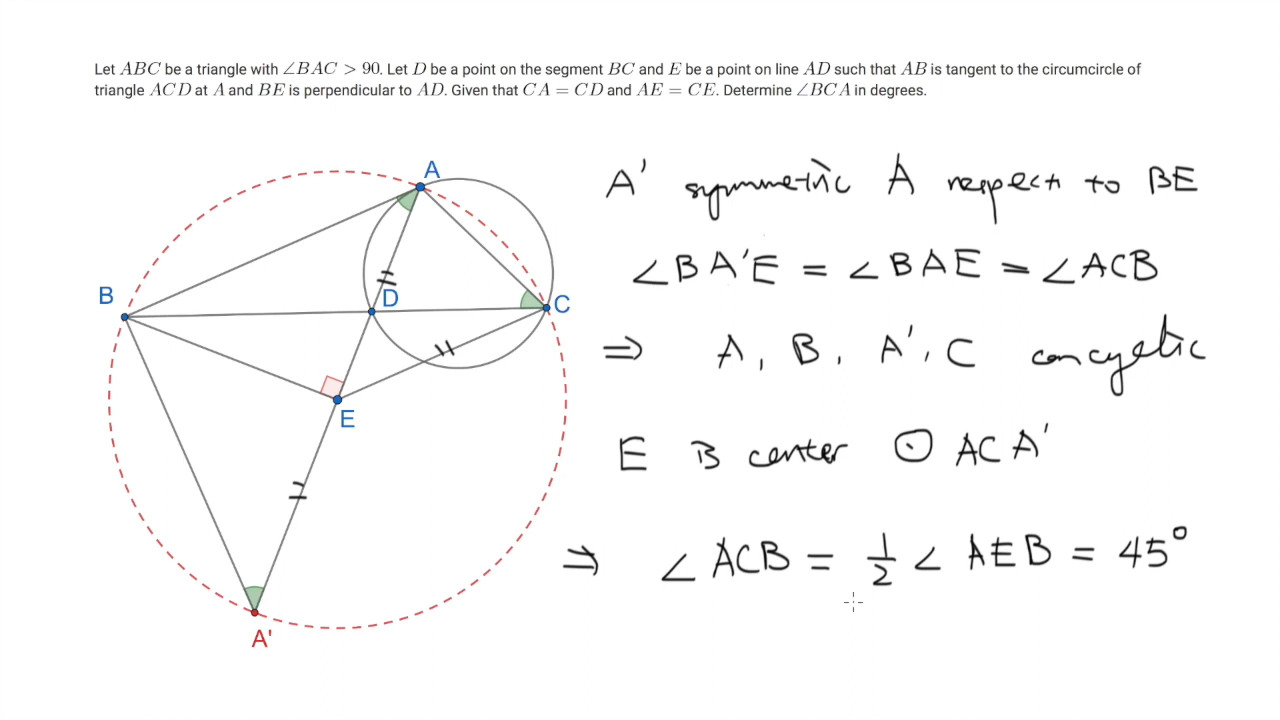 Let ABC be a triangle with ∠BAC > 90. Let D be a point on the segment BC and E be a point on line AD such that AB is tangent to the circumcircle of
triangle ACD at A and BE is perpendicular to AD. Given that CA = CD and AE = CE. Determine ∠BCA in degrees.
A
B
D
C
E
A'
A' symmetric A respect to BE
∠BA'E = ∠BAE = ∠ACB
⇒ A, B, A', C concyclic
E B center ⊙ ACA'
⇒ ∠ACB = 1/2 ∠AEB = 45°